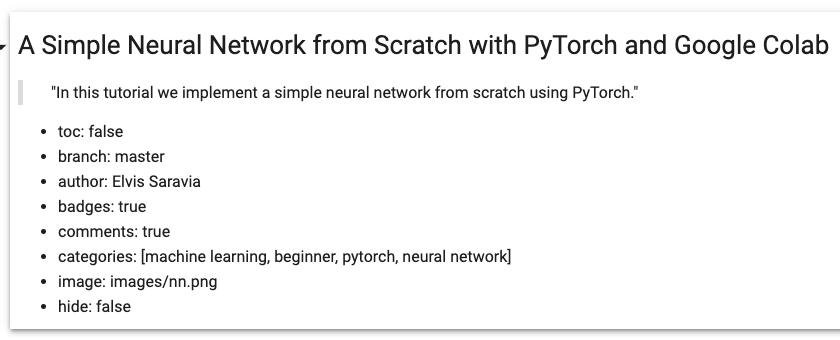 A Simple Neural Network from Scratch with PyTorch and Google Colab
"In this tutorial we implement a simple neural network from scratch using PyTorch."
• toc: false
• branch: master
• author: Elvis Saravia
• badges: true
• comments: true
• categories: [machine learning, beginner, pytorch, neural network]
• image: images/nn.png
• hide: false